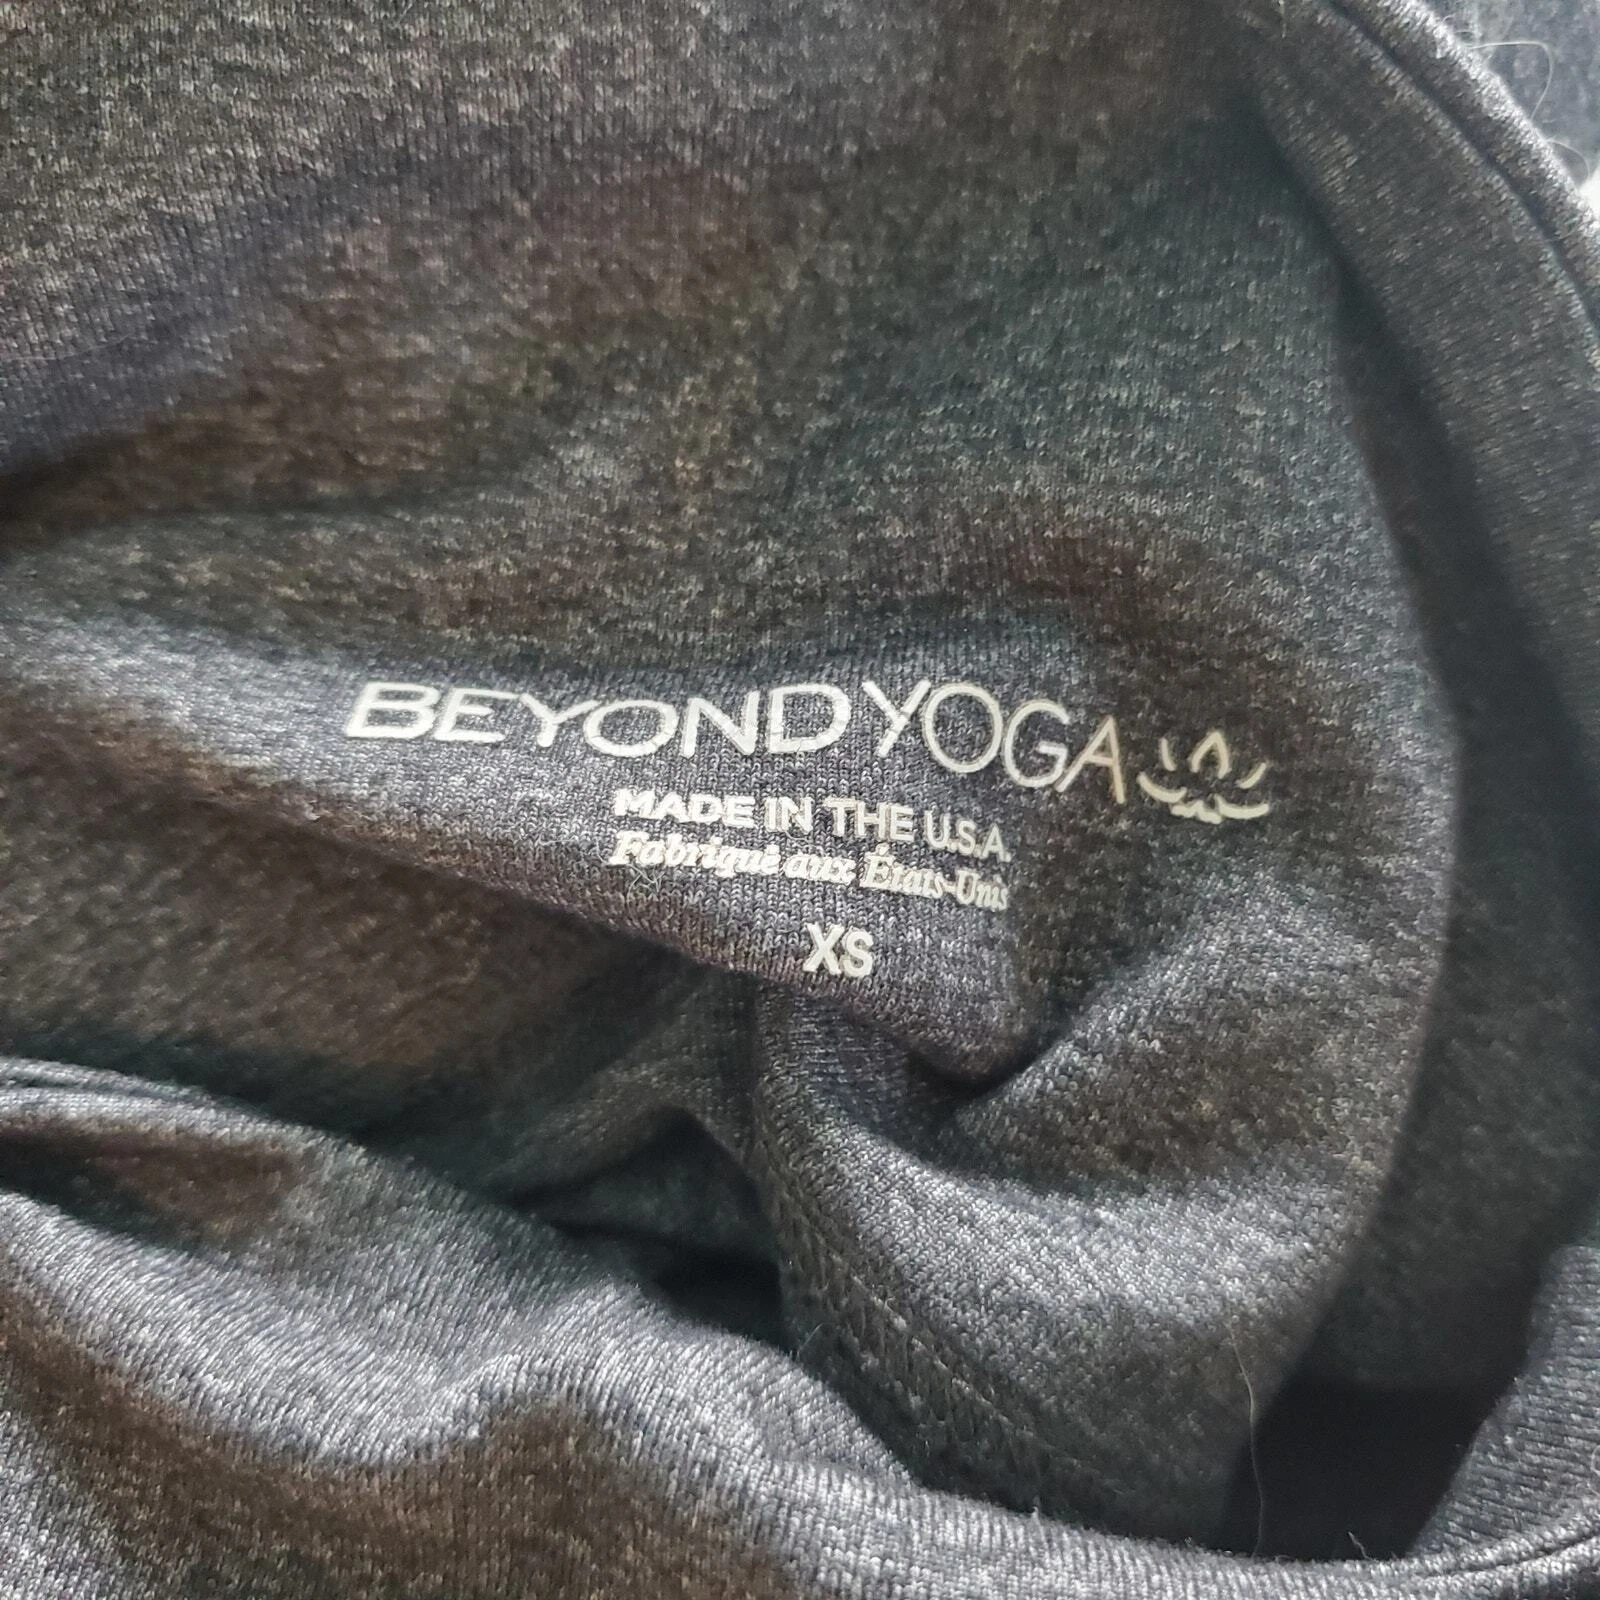 BEYOND YOGA
MADE IN THE U.S.A.
Fabriqué aux États-Unis
XS